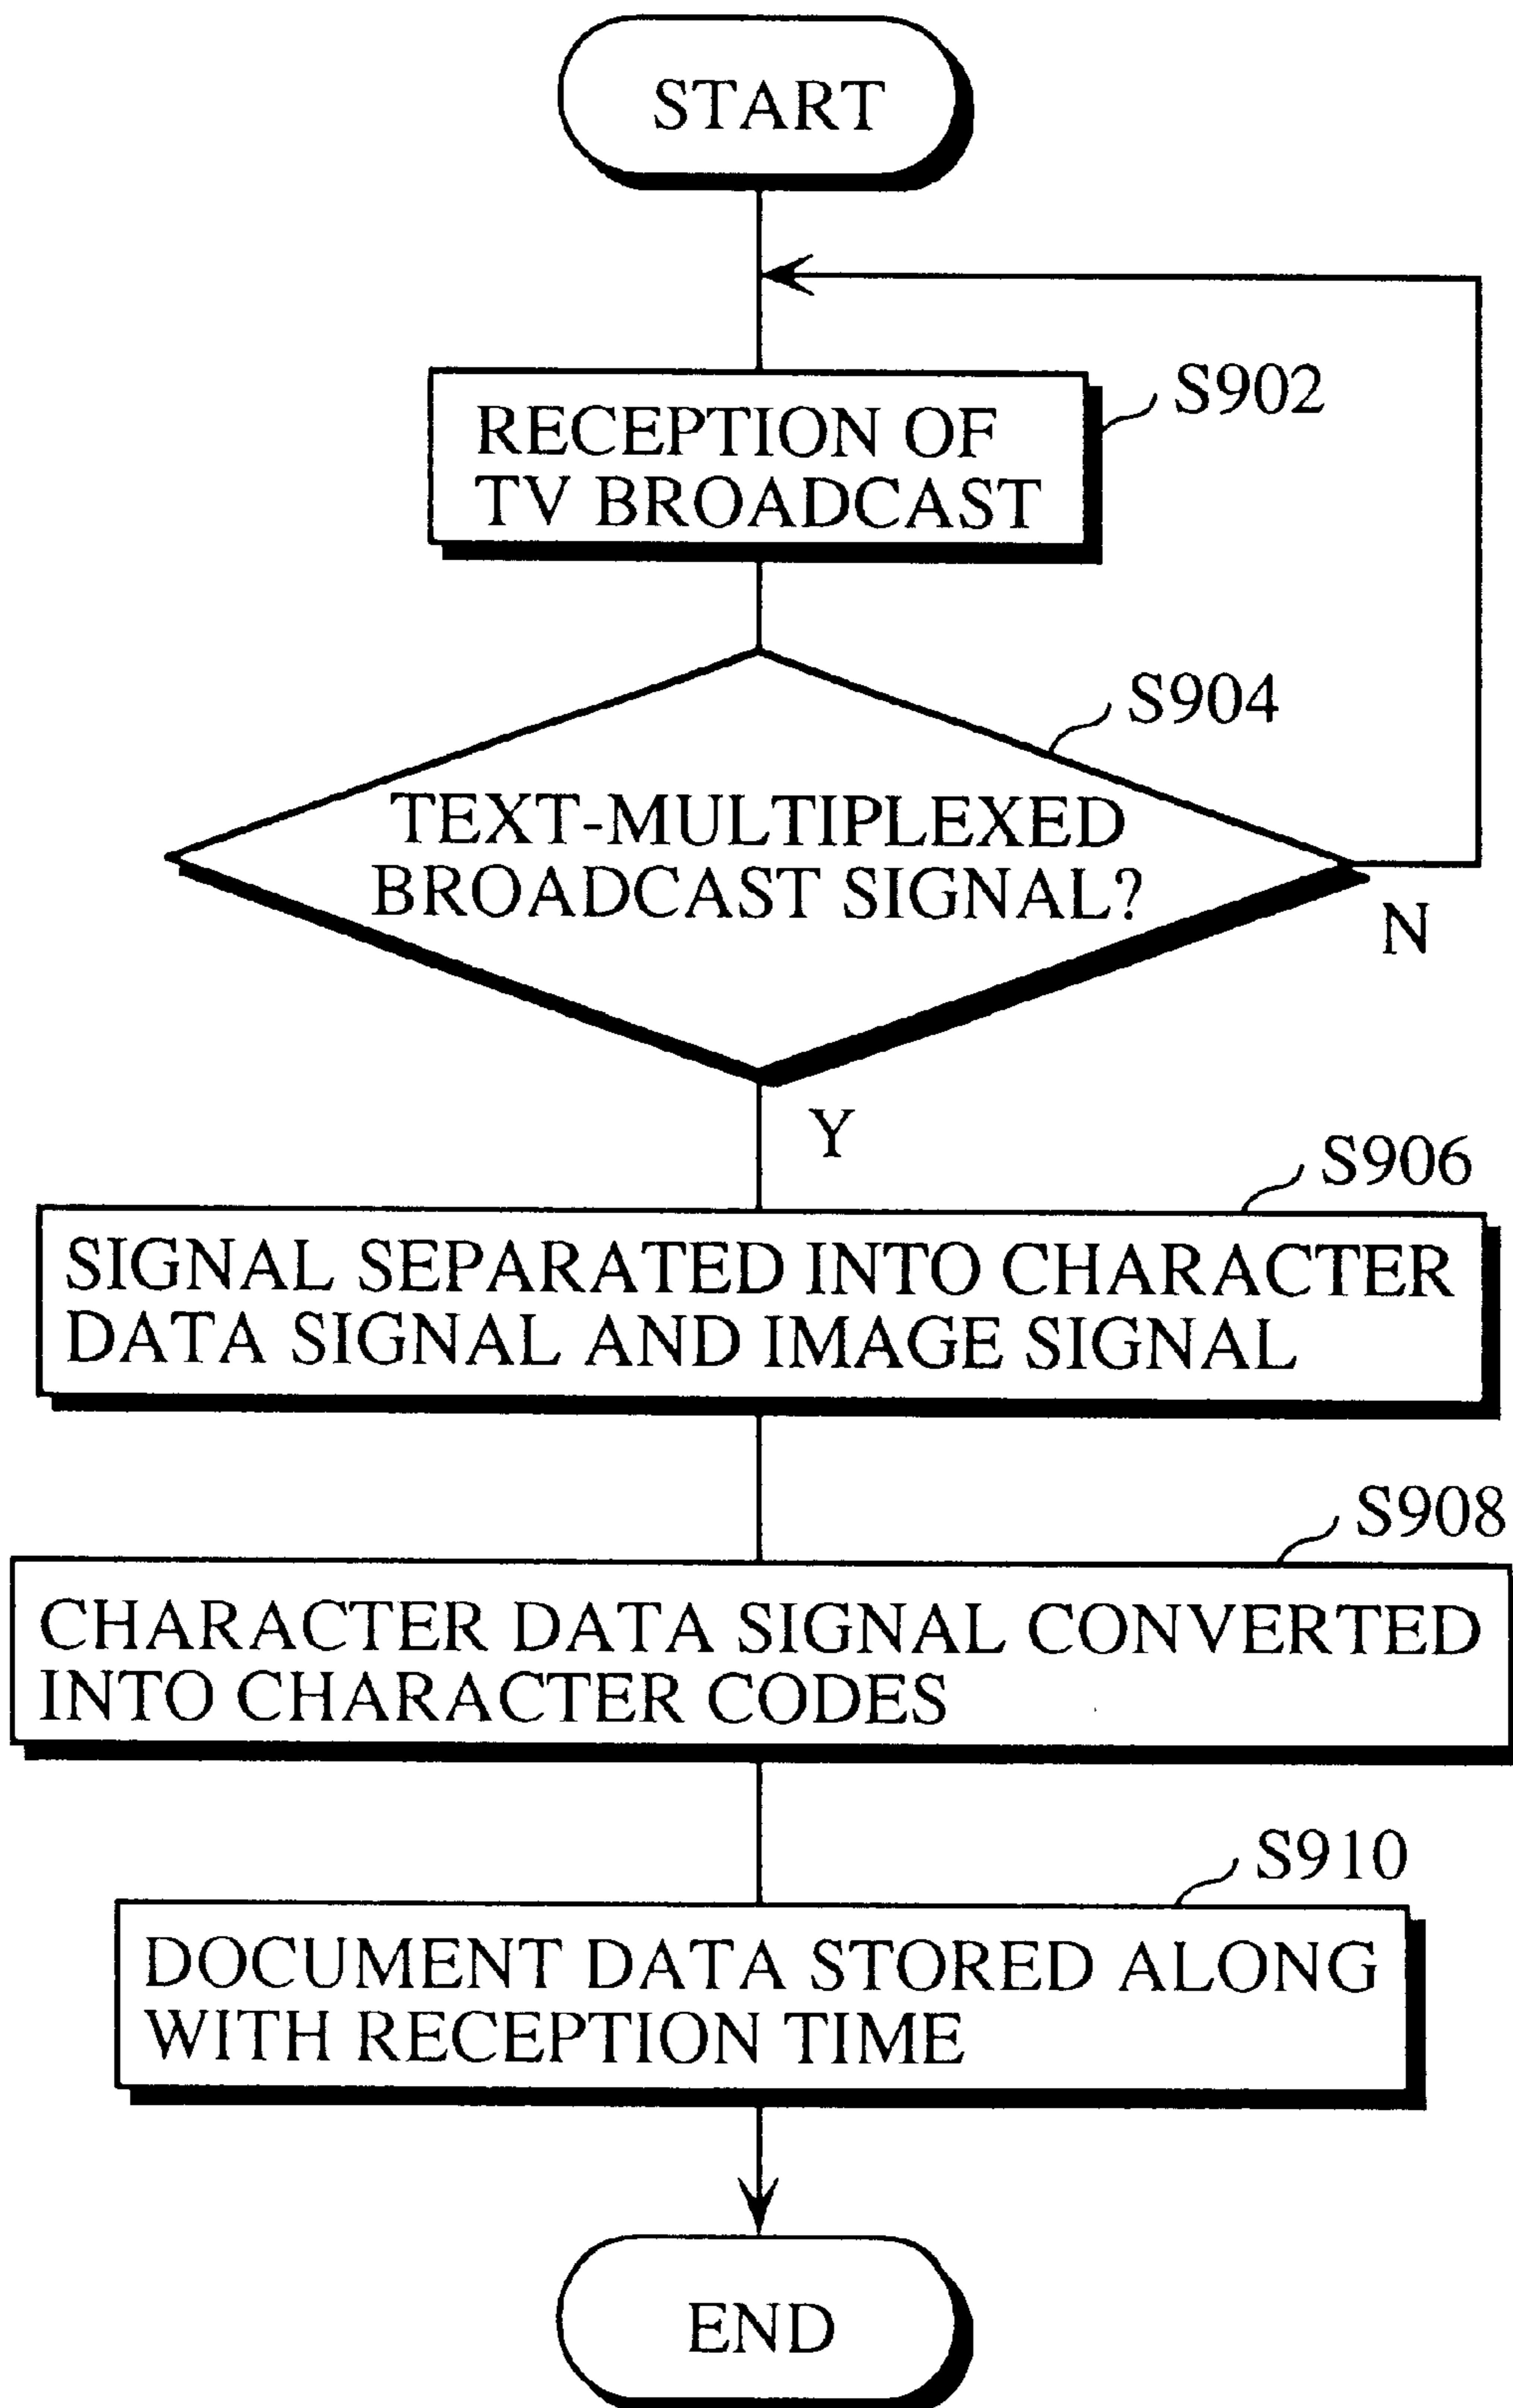 START
S902
RECEPTION OF
TV BROADCAST
S904
TEXT-MULTIPLEXED
BROADCAST SIGNAL?
N
Y
S906
SIGNAL SEPARATED INTO CHARACTER
DATA SIGNAL AND IMAGE SIGNAL
S908
CHARACTER DATA SIGNAL CONVERTED
INTO CHARACTER CODES
S910
DOCUMENT DATA STORED ALONG
WITH RECEPTION TIME
END